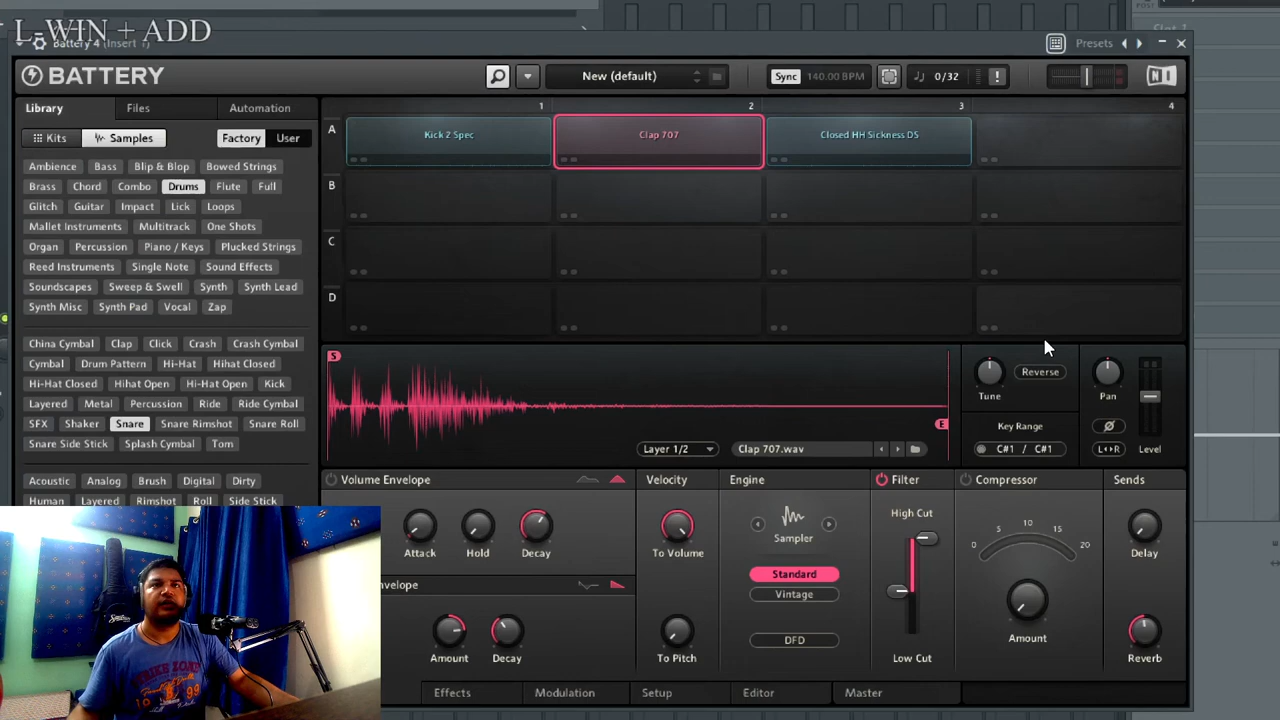 L-WIN + ADD
Battery 4 (Insert 1)
Presets
BATTERY
New (default)
Sync 140.00 BPM
0/32
!
Library Files Automation
1 2 3 4
Kits Samples Factory User
A Kick 2 Spec Clap 707 Closed HH Sickness DS
B
C
D
Ambience Bass Blip & Blop Bowed Strings
Brass Chord Combo Drums Flute Full
Glitch Guitar Impact Lick Loops
Mallet Instruments Multitrack One Shots
Organ Percussion Piano / Keys Plucked Strings
Reed Instruments Single Note Sound Effects
Soundscapes Sweep & Swell Synth Synth Lead
Synth Misc Synth Pad Vocal Zap
China Cymbal Clap Click Crash Crash Cymbal
Cymbal Drum Pattern Hi-Hat Hihat Closed
Hi-Hat Closed Hihat Open Hi-Hat Open Kick
Layered Metal Percussion Ride Ride Cymbal
SFX Shaker Snare Snare Rimshot Snare Roll
Snare Side Stick Splash Cymbal Tom
Acoustic Analog Brush Digital Dirty
Human Layered Rimshot Roll Side Stick
S
E
Layer 1/2 Clap 707.wav
Tune Reverse Pan
Key Range
C#1 / C#1 L↔R Level
Volume Envelope Velocity Engine Filter Compressor Sends
Attack Hold Decay
To Volume
Sampler
Standard
Vintage
DFD
High Cut
Low Cut
0 5 10 15 20
Amount
Delay
Reverb
Envelope
Amount Decay To Pitch
Effects Modulation Setup Editor Master